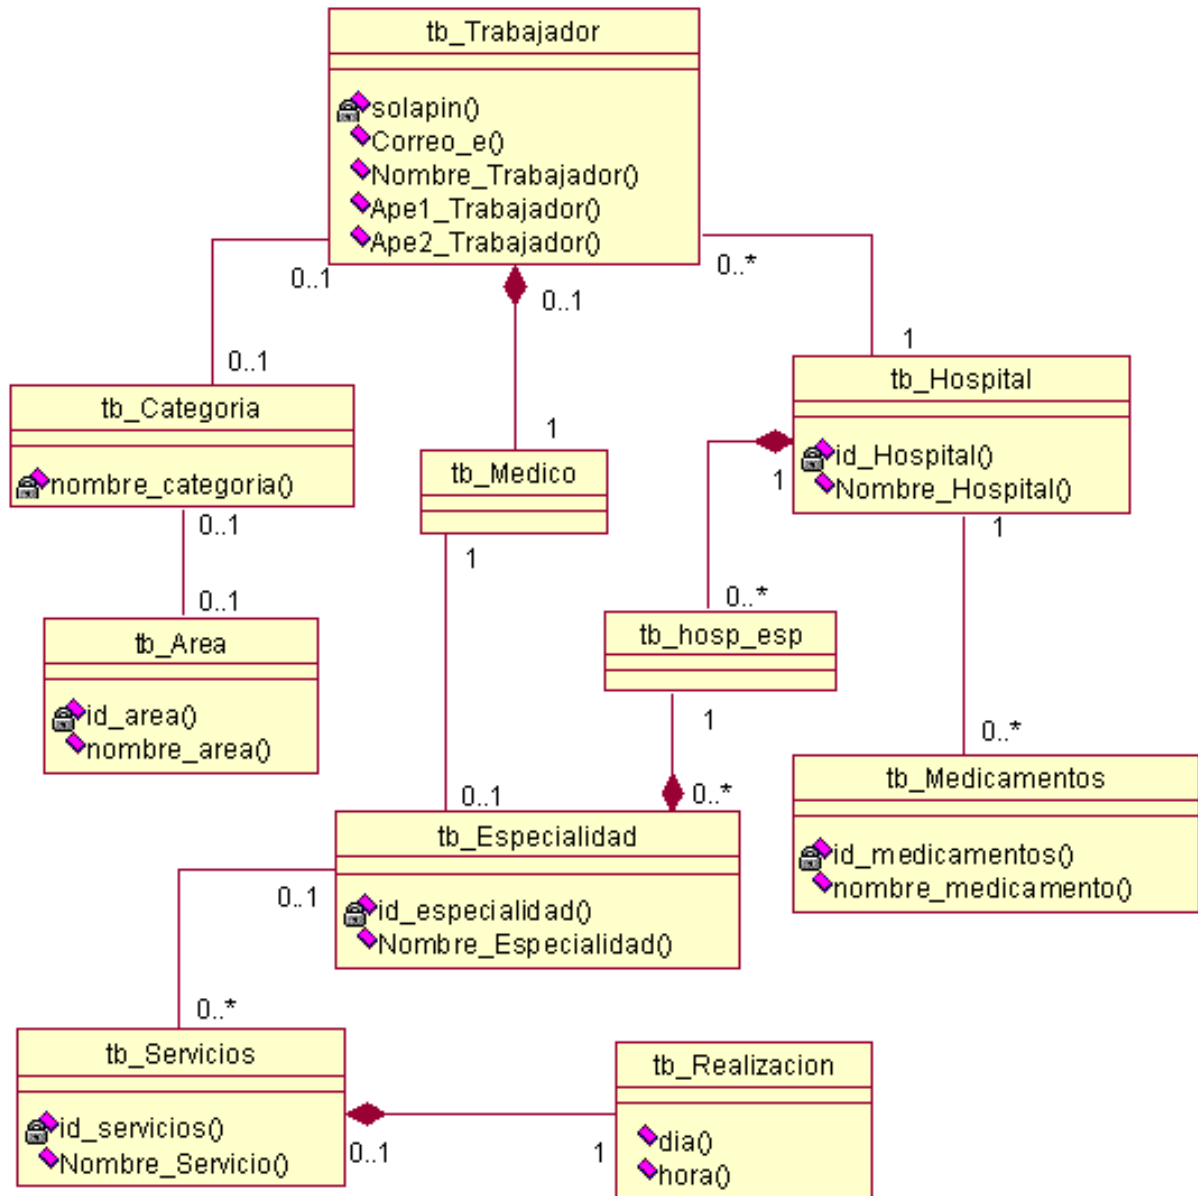 tb_Trabajador
solapin()
Correo_e()
Nombre_Trabajador()
Ape1_Trabajador()
Ape2_Trabajador()
0..1
0..1
0..*
0..1
1
tb_Categoria
nombre_categoria()
1
tb_Medico
tb_Hospital
id_Hospital()
Nombre_Hospital()
0..1
1
1
1
0..1
0..*
tb_Area
id_area()
nombre_area()
tb_hosp_esp
1
0..*
0..1
0..*
tb_Medicamentos
id_medicamentos()
nombre_medicamento()
tb_Especialidad
id_especialidad()
Nombre_Especialidad()
0..1
0..*
tb_Servicios
id_servicios()
Nombre_Servicio()
0..1
1
tb_Realizacion
dia()
hora()